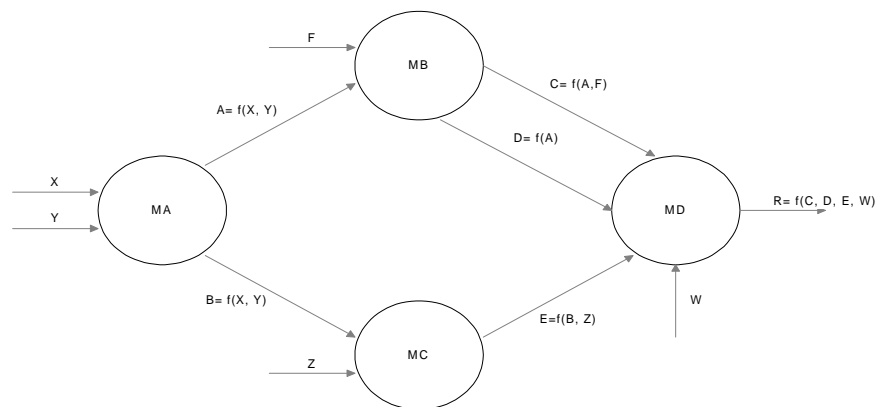 F
MB
C= f(A,F)
A= f(X, Y)
D= f(A)
X
MA
MD
R= f(C, D, E, W)
Y
B= f(X, Y)
W
E=f(B, Z)
MC
Z